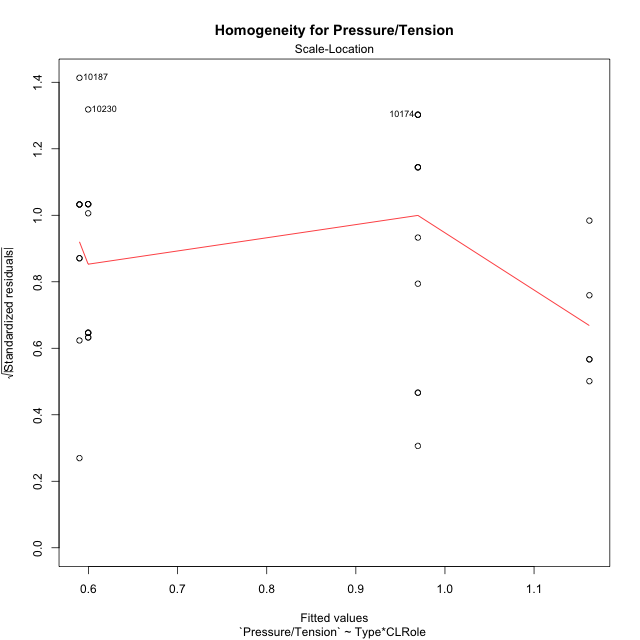 Homogeneity for Pressure/Tension
Scale-Location
1.4
1.2
1.0
0.8
0.6
0.4
0.2
0.0
√|Standardized residuals|
10187
10230
10174
0.6 0.7 0.8 0.9 1.0 1.1
Fitted values
`Pressure/Tension` ~ Type*CLRole